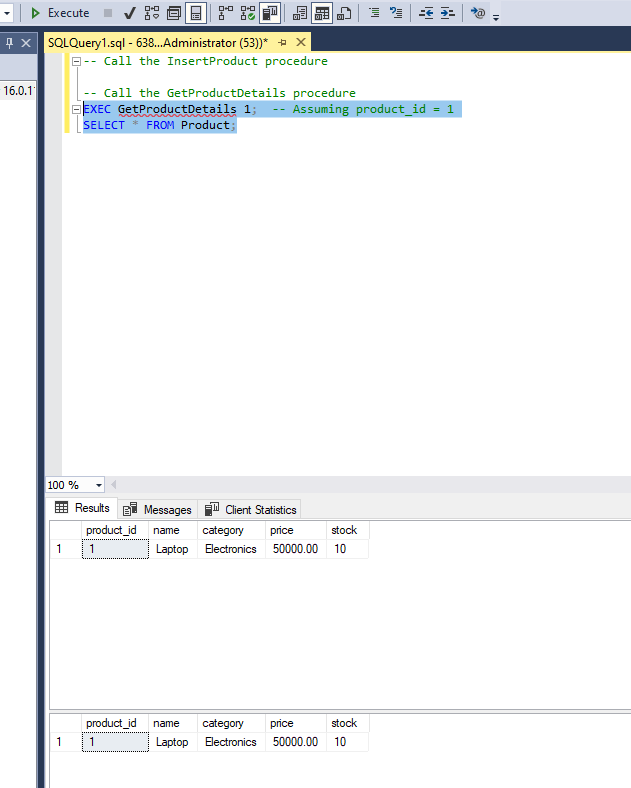 Execute
SQLQuery1.sql - 638...Administrator (53))*
16.0.1
-- Call the InsertProduct procedure
-- Call the GetProductDetails procedure
EXEC GetProductDetails 1;  -- Assuming product_id = 1
SELECT * FROM Product;
100 %
Results Messages Client Statistics
product_id name category price stock
1 1 Laptop Electronics 50000.00 10
product_id name category price stock
1 1 Laptop Electronics 50000.00 10